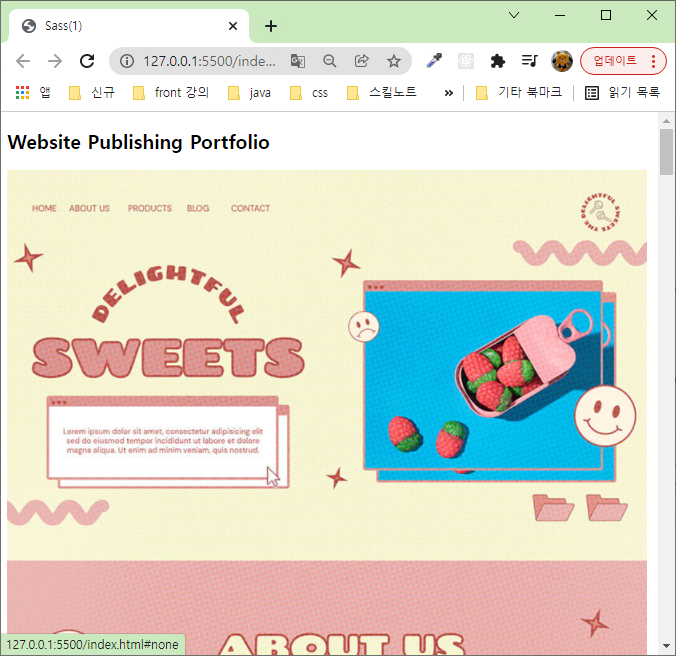 Sass(1)
127.0.0.1:5500/inde...
업데이트
앱
신규
front 강의
java
css
스킬노트
»
기타 북마크
읽기 목록
Website Publishing Portfolio
HOME ABOUT US PRODUCTS BLOG CONTACT
THE DELIGHTFUL SWEETS
DELIGHTFUL
SWEETS
Lorem ipsum dolor sit amet, consectetur adipisicing elit
sed do eiusmod tempor incididunt ut labore et dolore
magna aliqua. Ut enim ad minim veniam, quis nostrud.
ABOUT US
127.0.0.1:5500/index.html#none